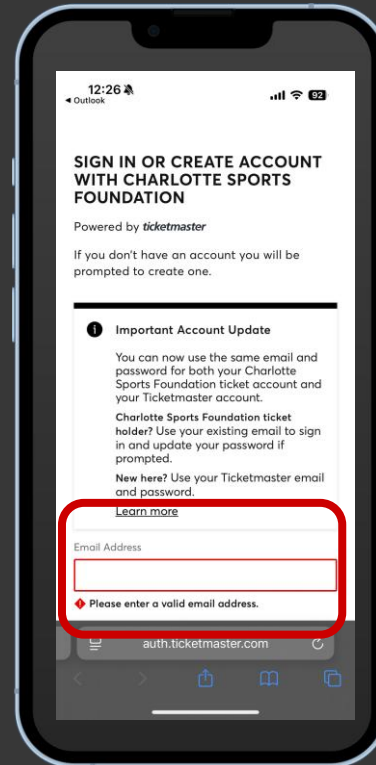 12:26
◄ Outlook
92
SIGN IN OR CREATE ACCOUNT
WITH CHARLOTTE SPORTS
FOUNDATION
Powered by ticketmaster
If you don't have an account you will be
prompted to create one.
Important Account Update
You can now use the same email and
password for both your Charlotte
Sports Foundation ticket account and
your Ticketmaster account.
Charlotte Sports Foundation ticket
holder? Use your existing email to sign
in and update your password if
prompted.
New here? Use your Ticketmaster email
and password.
Learn more
Email Address
Please enter a valid email address.
auth.ticketmaster.com